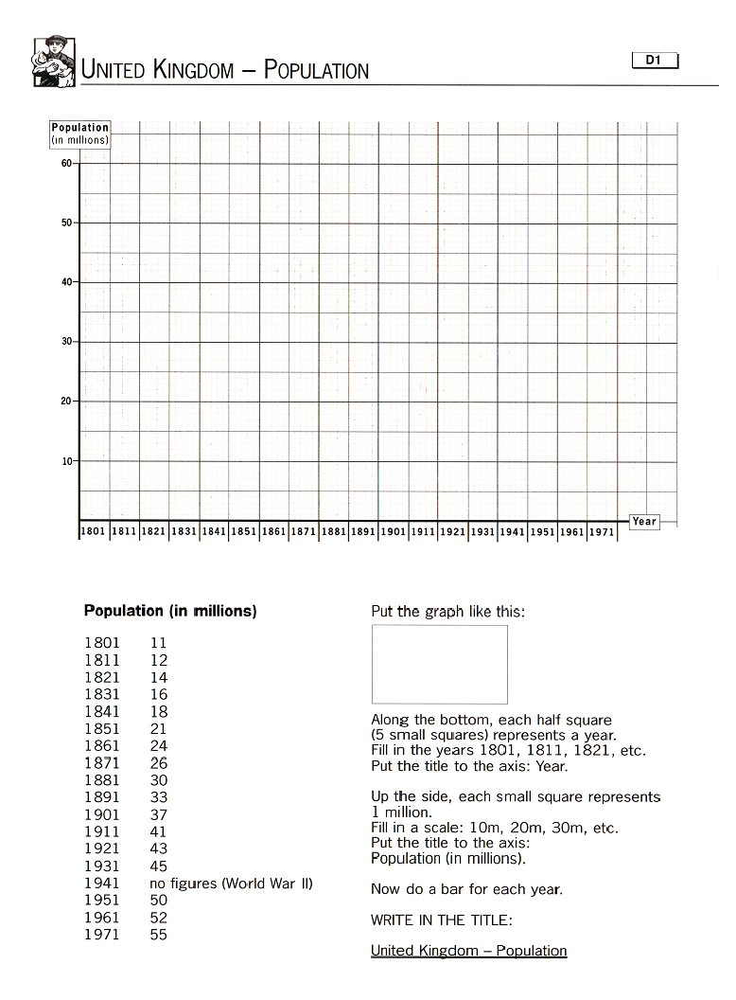 UNITED KINGDOM – POPULATION
D1
Population
(in millions)
60
50
40
30
20
10
Year
1801 1811 1821 1831 1841 1851 1861 1871 1881 1891 1901 1911 1921 1931 1941 1951 1961 1971
Population (in millions)
1801 11
1811 12
1821 14
1831 16
1841 18
1851 21
1861 24
1871 26
1881 30
1891 33
1901 37
1911 41
1921 43
1931 45
1941 no figures (World War II)
1951 50
1961 52
1971 55
Put the graph like this:
Along the bottom, each half square
(5 small squares) represents a year.
Fill in the years 1801, 1811, 1821, etc.
Put the title to the axis: Year.
Up the side, each small square represents
1 million.
Fill in a scale: 10m, 20m, 30m, etc.
Put the title to the axis:
Population (in millions).
Now do a bar for each year.
WRITE IN THE TITLE:
United Kingdom – Population